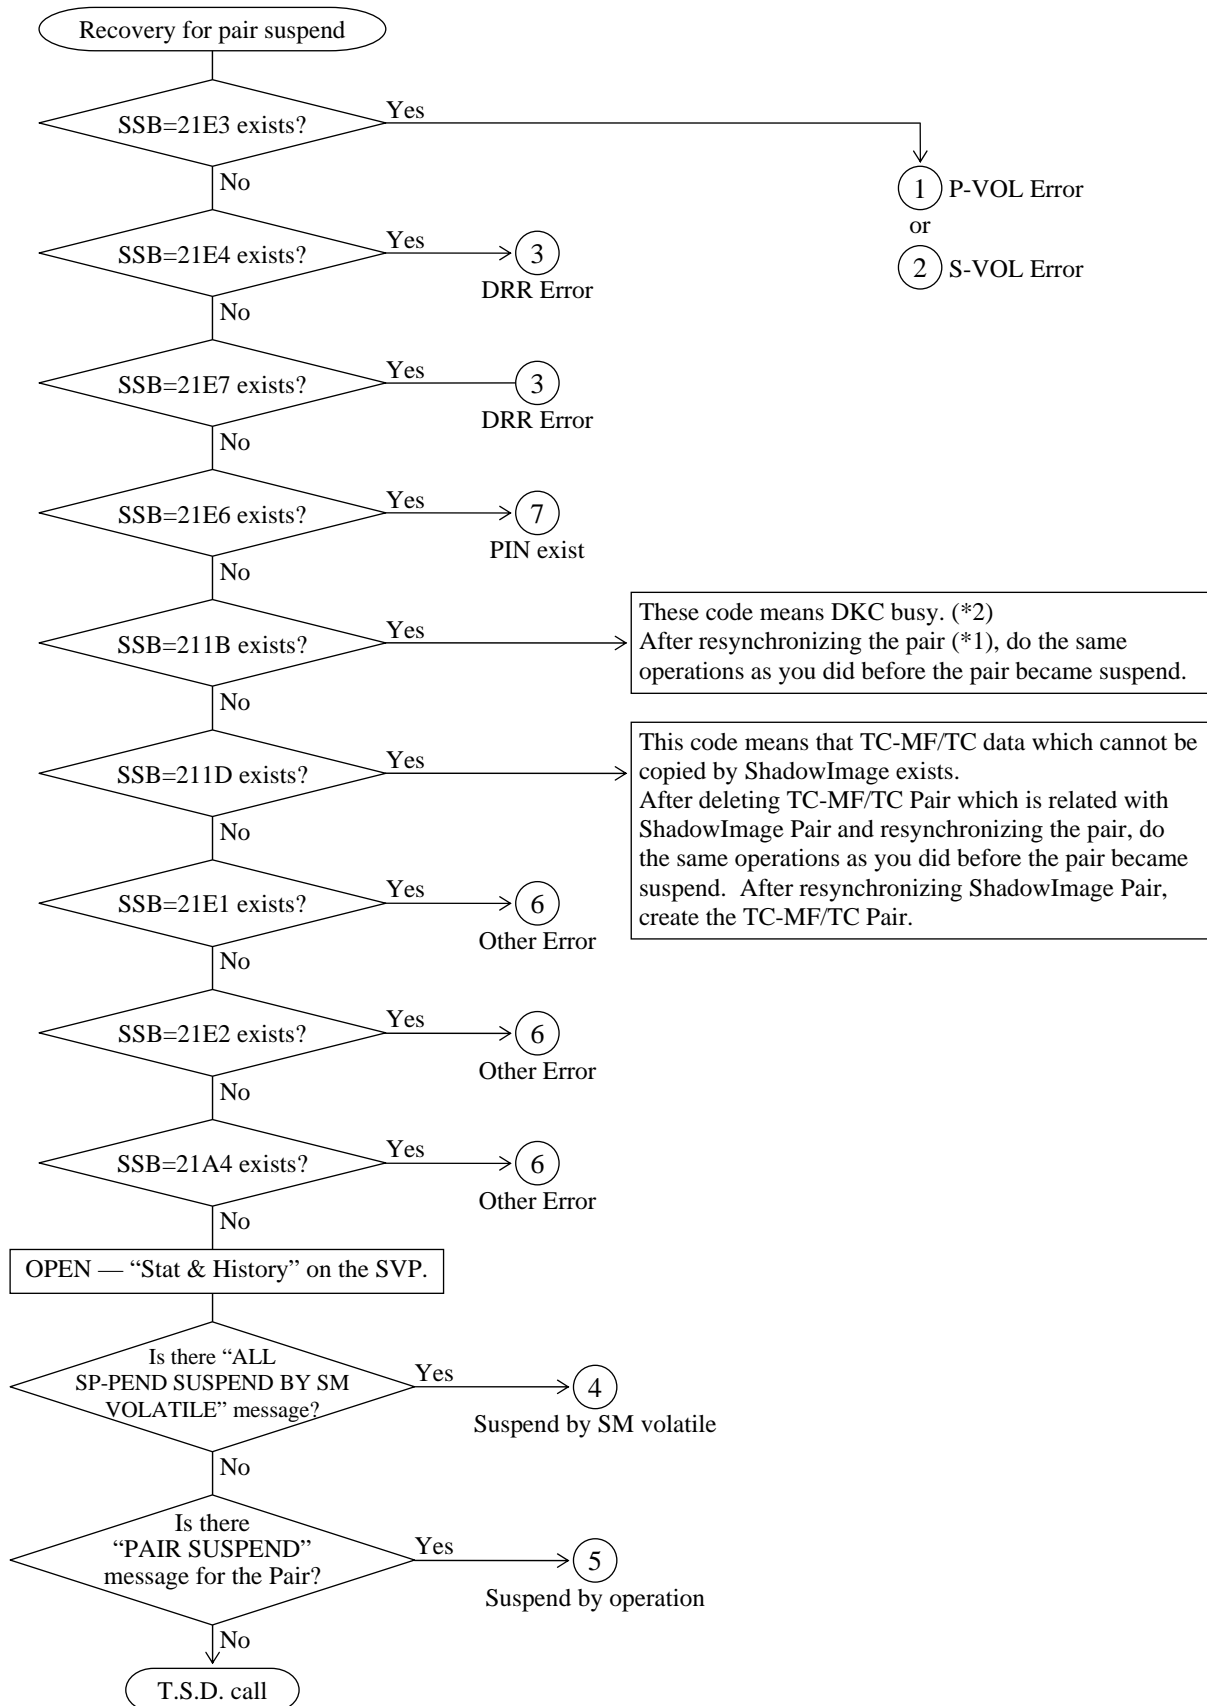 Recovery for pair suspend
SSB=21E3 exists?
Yes
1 P-VOL Error
or
2 S-VOL Error
No
SSB=21E4 exists?
Yes
3
DRR Error
No
SSB=21E7 exists?
Yes
3
DRR Error
No
SSB=21E6 exists?
Yes
7
PIN exist
No
SSB=211B exists?
Yes
These code means DKC busy. (*2)
After resynchronizing the pair (*1), do the same
operations as you did before the pair became suspend.
No
SSB=211D exists?
Yes
This code means that TC-MF/TC data which cannot be
copied by ShadowImage exists.
After deleting TC-MF/TC Pair which is related with
ShadowImage Pair and resynchronizing the pair, do
the same operations as you did before the pair became
suspend.  After resynchronizing ShadowImage Pair,
create the TC-MF/TC Pair.
No
SSB=21E1 exists?
Yes
6
Other Error
No
SSB=21E2 exists?
Yes
6
Other Error
No
SSB=21A4 exists?
Yes
6
Other Error
No
OPEN — “Stat & History” on the SVP.
Is there “ALL
SP-PEND SUSPEND BY SM
VOLATILE” message?
Yes
4
Suspend by SM volatile
No
Is there
“PAIR SUSPEND”
message for the Pair?
Yes
5
Suspend by operation
No
T.S.D. call